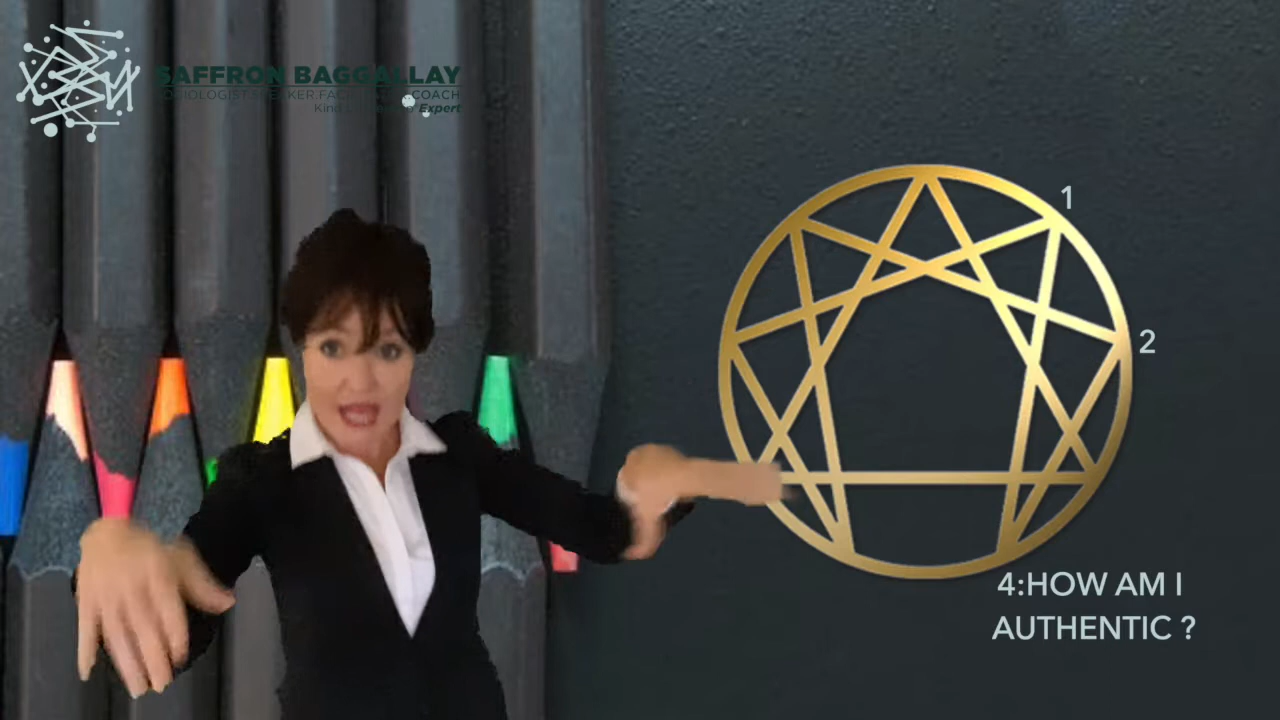 SAFFRON BAGGALLAY
COACH
Expert
1
2
4:HOW AM I
AUTHENTIC ?